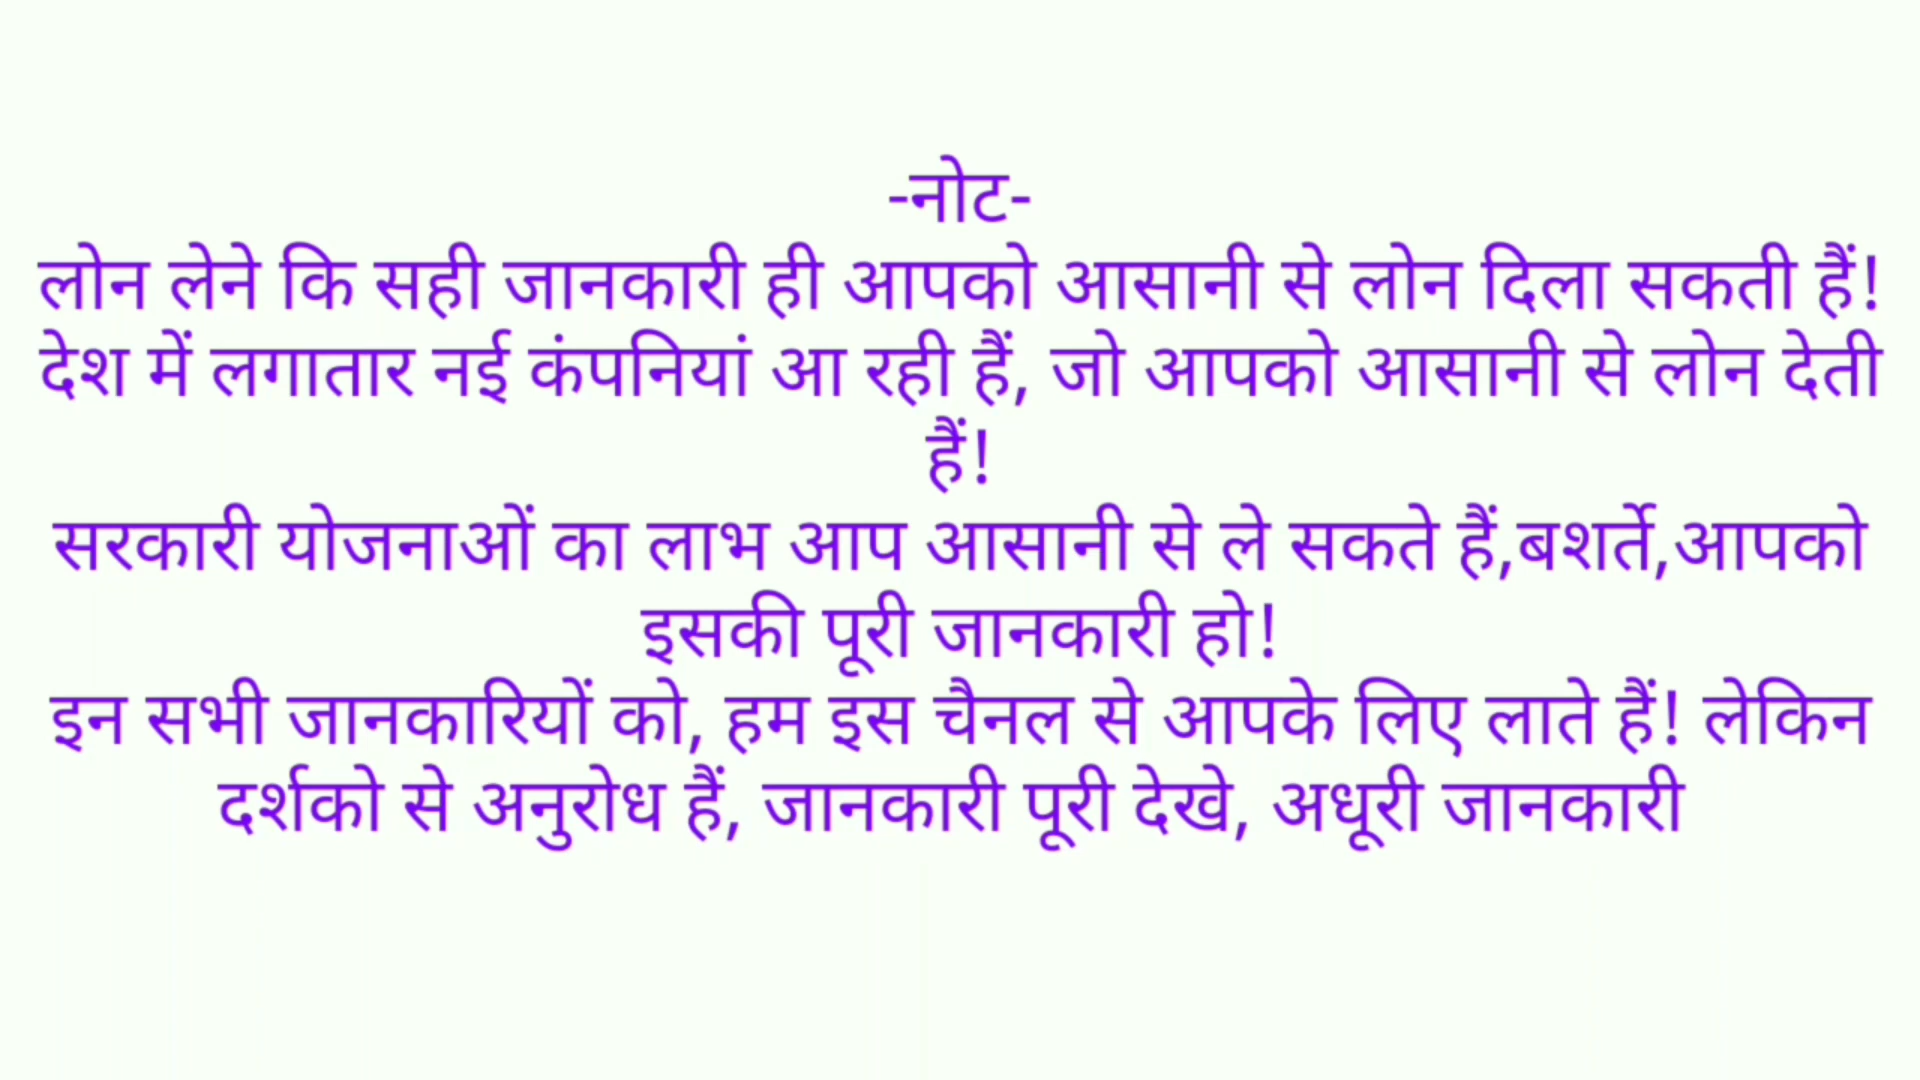 -नोट-
लोन लेने कि सही जानकारी ही आपको आसानी से लोन दिला सकती हैं!
देश में लगातार नई कंपनियां आ रही हैं, जो आपको आसानी से लोन देती
हैं!
सरकारी योजनाओं का लाभ आप आसानी से ले सकते हैं,बशर्ते,आपको
इसकी पूरी जानकारी हो!
इन सभी जानकारियों को, हम इस चैनल से आपके लिए लाते हैं! लेकिन
दर्शको से अनुरोध हैं, जानकारी पूरी देखे, अधूरी जानकारी